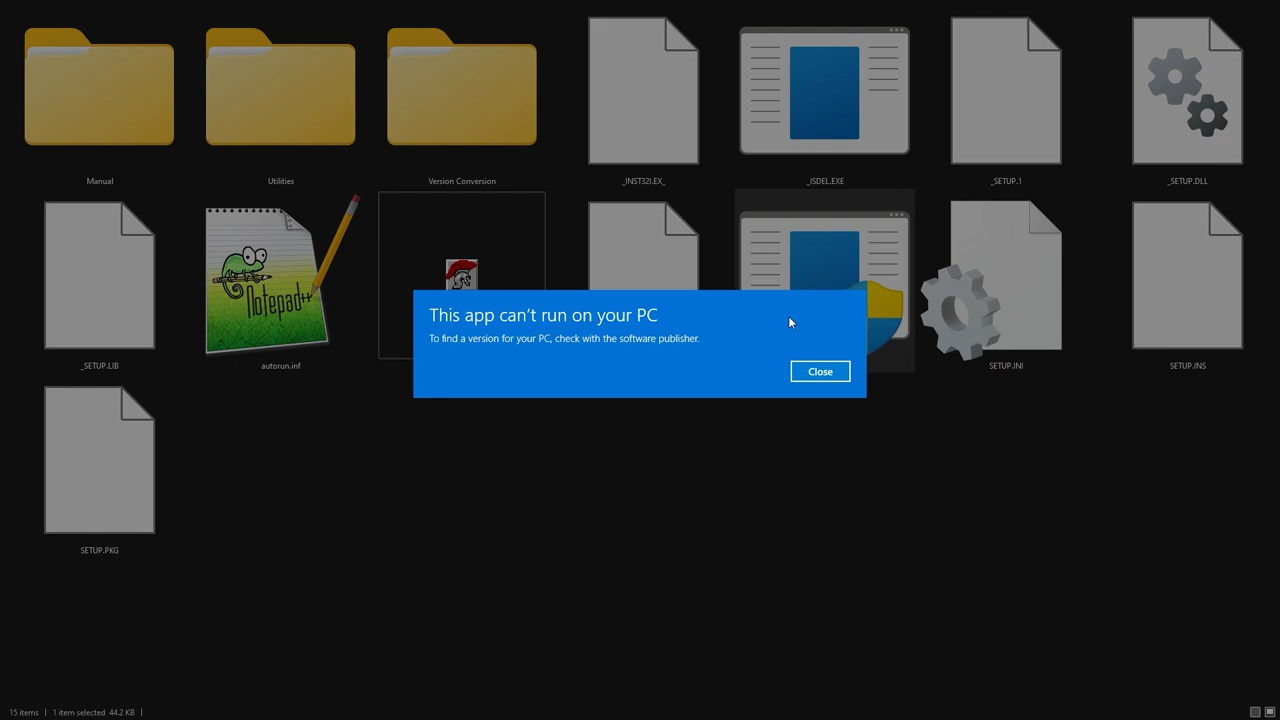 Manual
Utilities
Version Conversion
_INST32I.EX_
_ISDEL.EXE
_SETUP.1
_SETUP.DLL
Notepad++
_SETUP.LIB
autorun.inf
SETUP.INI
SETUP.INS
This app can't run on your PC
To find a version for your PC, check with the software publisher.
Close
SETUP.PKG
15 items
1 item selected 44.2 KB